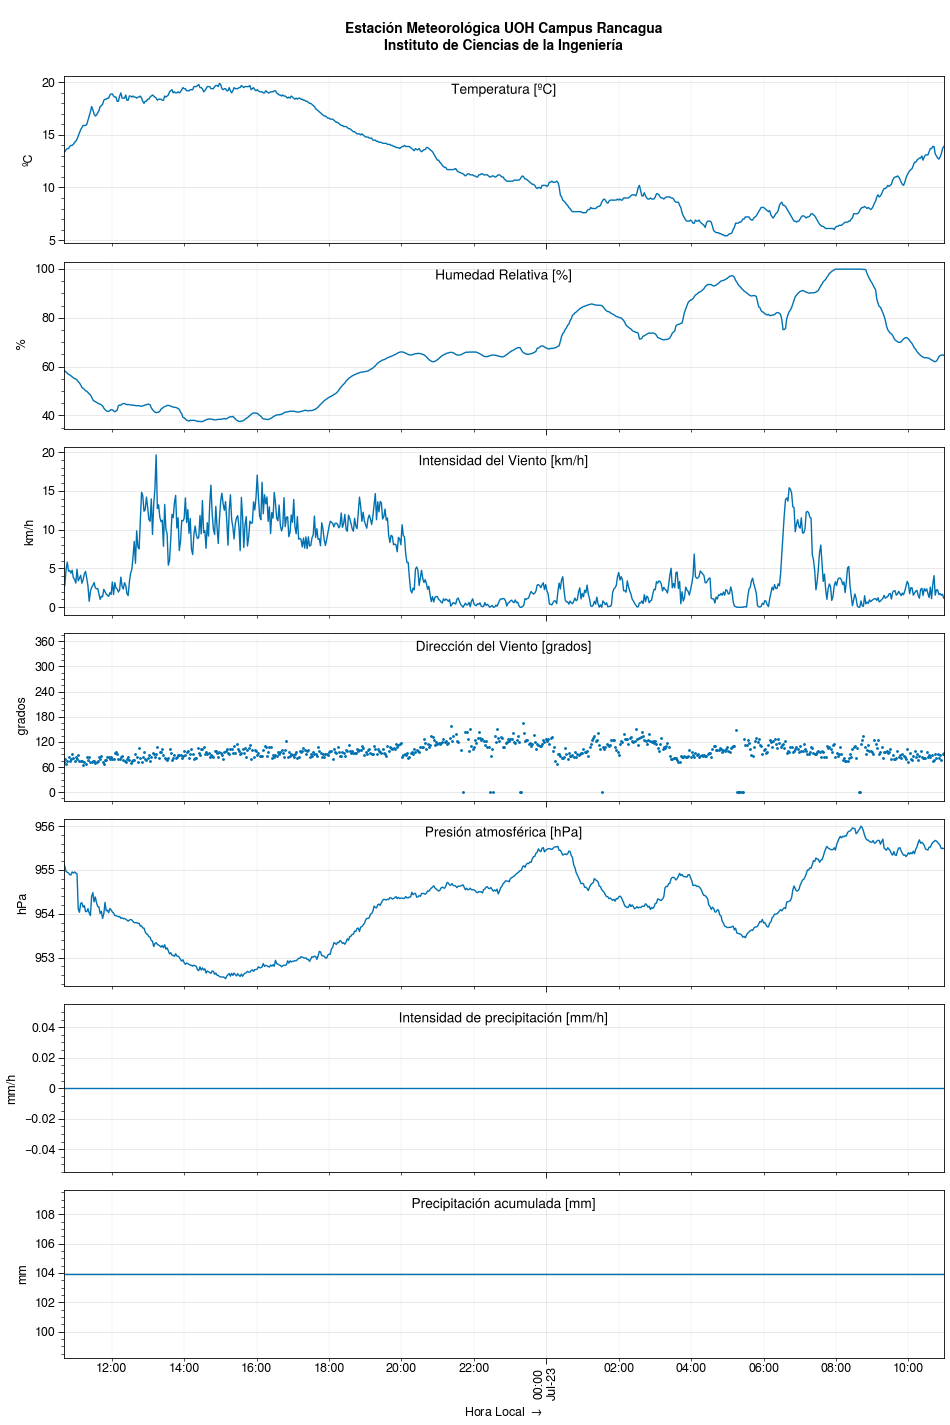 Estación Meteorológica UOH Campus Rancagua
Instituto de Ciencias de la Ingeniería
Temperatura [ºC]
ºC
20
15
10
5
Humedad Relativa [%]
%
100
80
60
40
Intensidad del Viento [km/h]
km/h
20
15
10
5
0
Dirección del Viento [grados]
grados
360
300
240
180
120
60
0
Presión atmosférica [hPa]
hPa
956
955
954
953
Intensidad de precipitación [mm/h]
mm/h
0.04
0.02
0
−0.02
−0.04
Precipitación acumulada [mm]
mm
108
106
104
102
100
12:00 14:00 16:00 18:00 20:00 22:00 00:00 02:00 04:00 06:00 08:00 10:00
Jul-23
Hora Local →